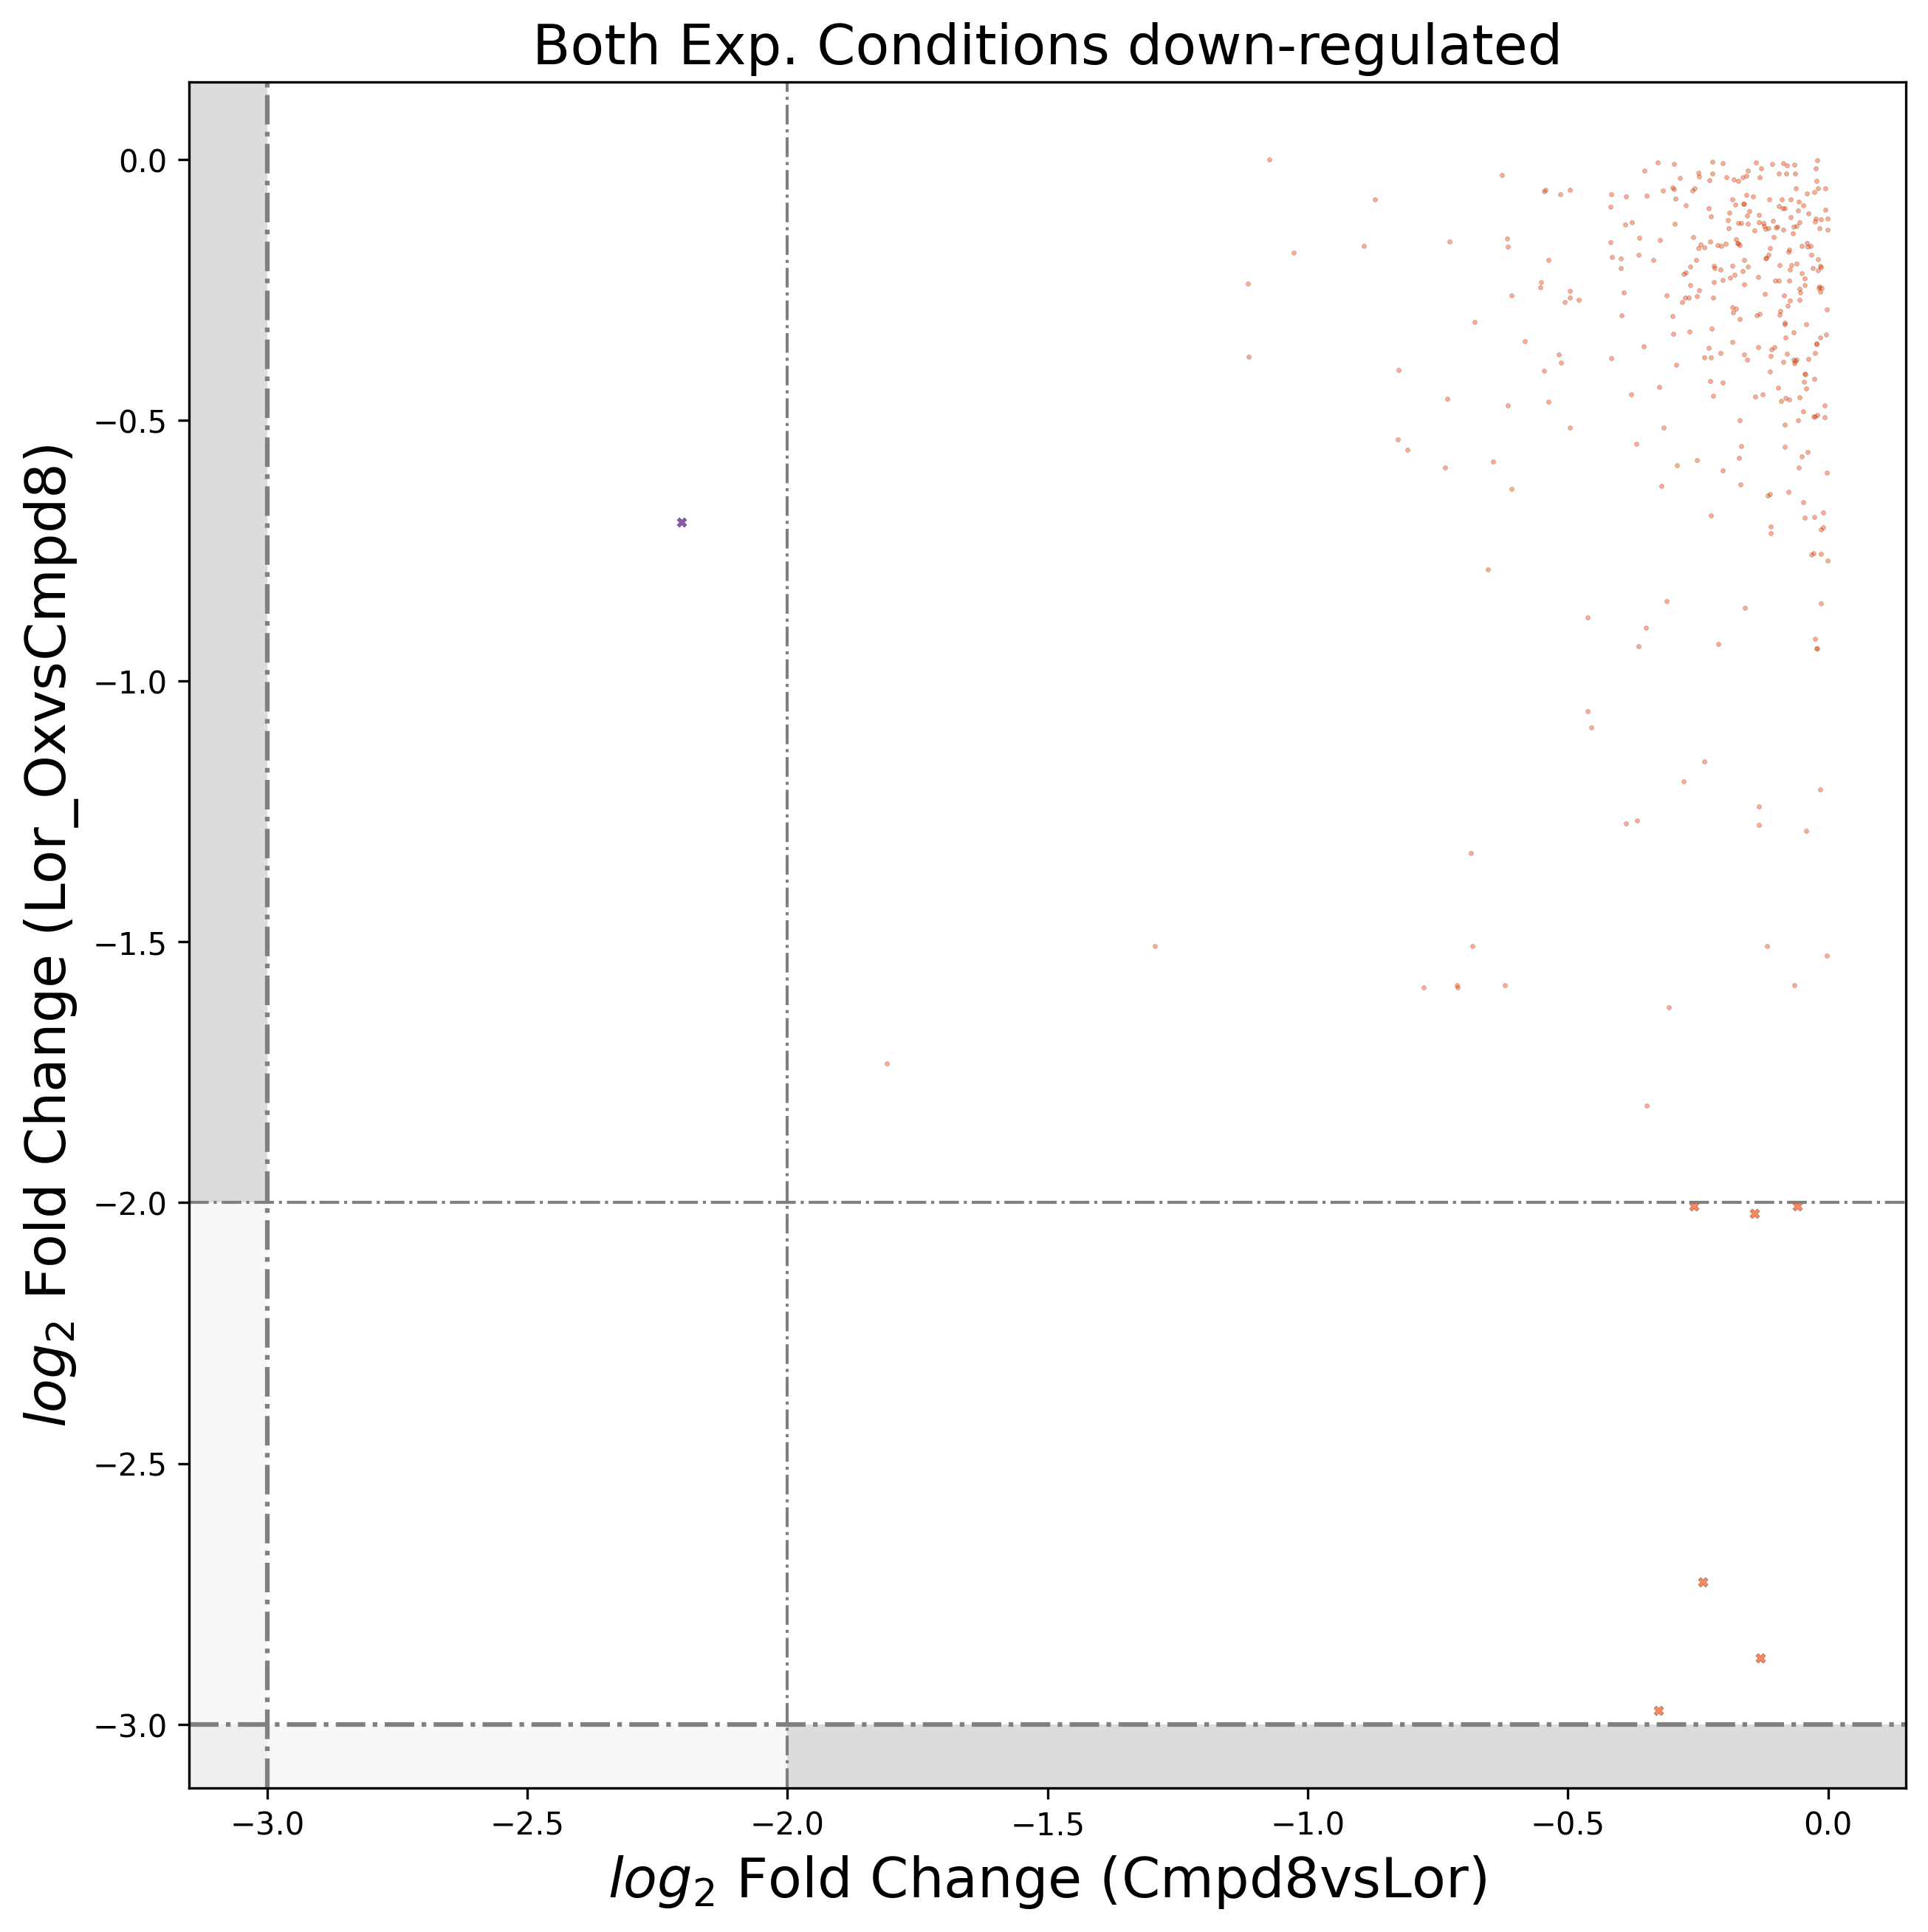 Both Exp. Conditions down-regulated
log2 Fold Change (Lor_OxvsCmpd8)
0.0
−0.5
−1.0
−1.5
−2.0
−2.5
−3.0
−3.0 −2.5 −2.0 −1.5 −1.0 −0.5 0.0
log2 Fold Change (Cmpd8vsLor)